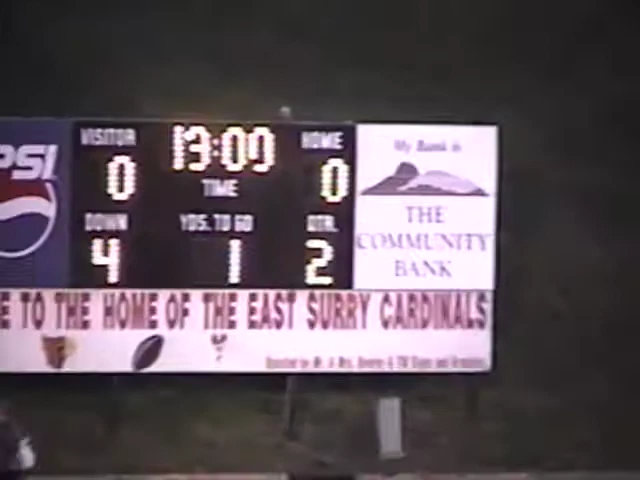 PSI
VISITOR 13:00 HOME
0 TIME 0
DOWN YDS. TO GO QTR.
4 1 2
My Bank is
THE
COMMUNITY
BANK
E TO THE HOME OF THE EAST SURRY CARDINALS